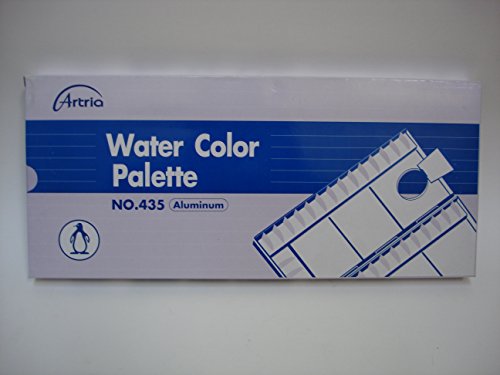 Artria
Water Color
Palette
NO.435 Aluminum